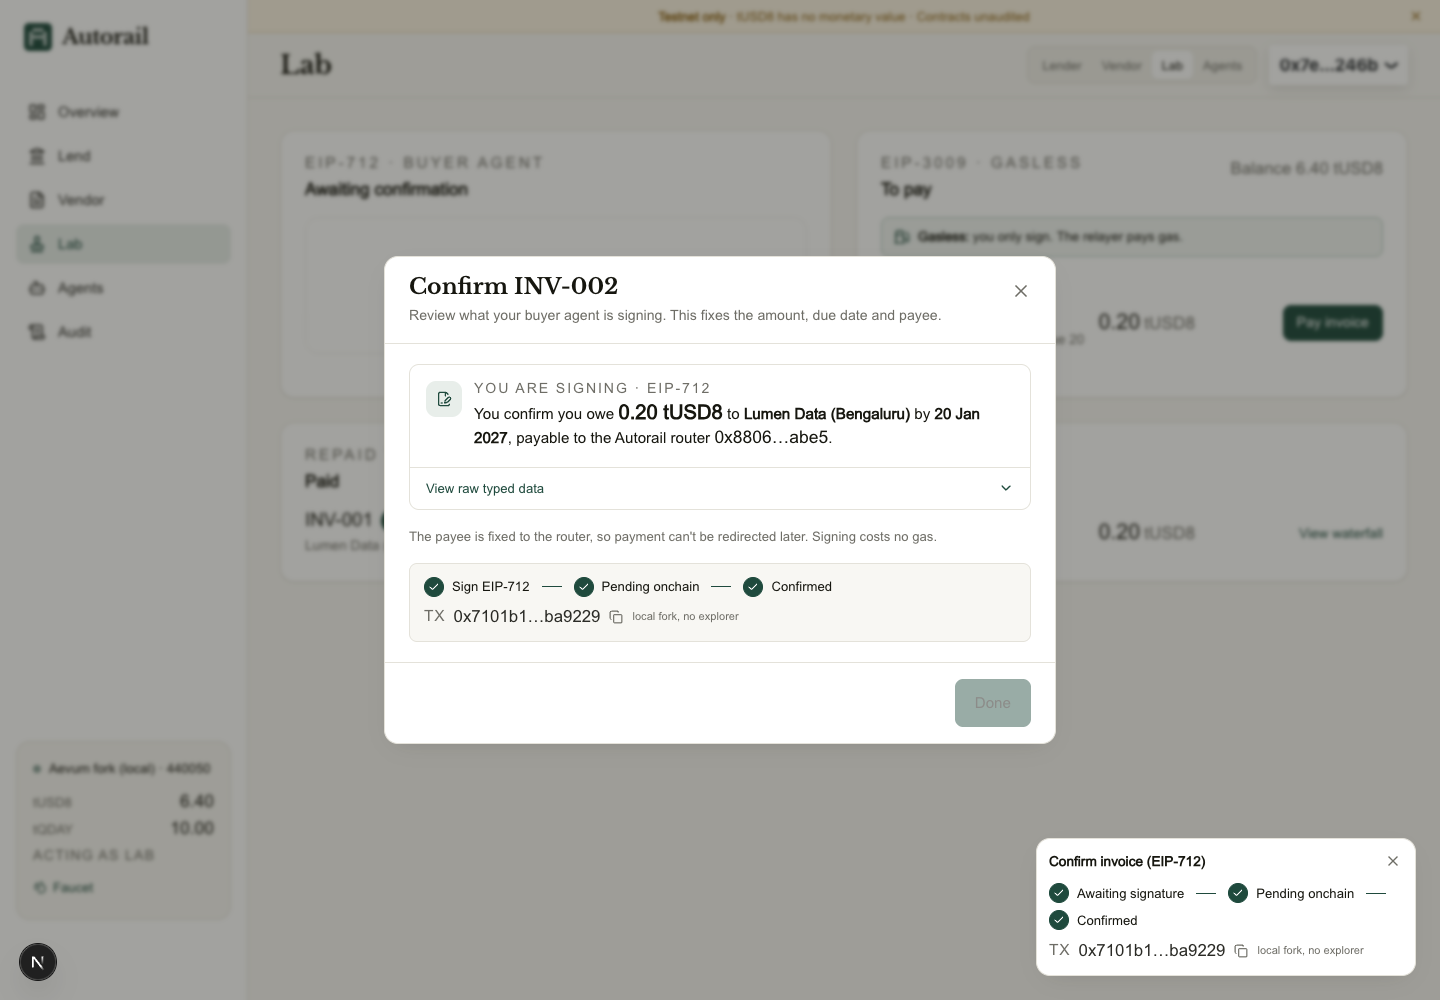 Testnet only · tUSD8 has no monetary value · Contracts unaudited
Autorail
Lab
Lender
Vendor
Lab
Agents
0x7e...246b
Overview
Lend
Vendor
Lab
Agents
Audit
EIP-712 · BUYER AGENT
Awaiting confirmation
EIP-3009 · GASLESS
To pay
Balance 6.40 tUSD8
Gasless: you only sign. The relayer pays gas.
0.20 tUSD8
Pay invoice
REPAID
Paid
INV-001
Lumen Data
0.20 tUSD8
View waterfall
Confirm INV-002
Review what your buyer agent is signing. This fixes the amount, due date and payee.
YOU ARE SIGNING · EIP-712
You confirm you owe 0.20 tUSD8 to Lumen Data (Bengaluru) by 20 Jan
2027, payable to the Autorail router 0x8806...abe5.
View raw typed data
The payee is fixed to the router, so payment can't be redirected later. Signing costs no gas.
Sign EIP-712
Pending onchain
Confirmed
TX 0x7101b1...ba9229 local fork, no explorer
Done
Aevum fork (local) · 440050
tUSD8 6.40
tQDAY 10.00
ACTING AS LAB
Faucet
N
Confirm invoice (EIP-712)
Awaiting signature
Pending onchain
Confirmed
TX 0x7101b1...ba9229 local fork, no explorer